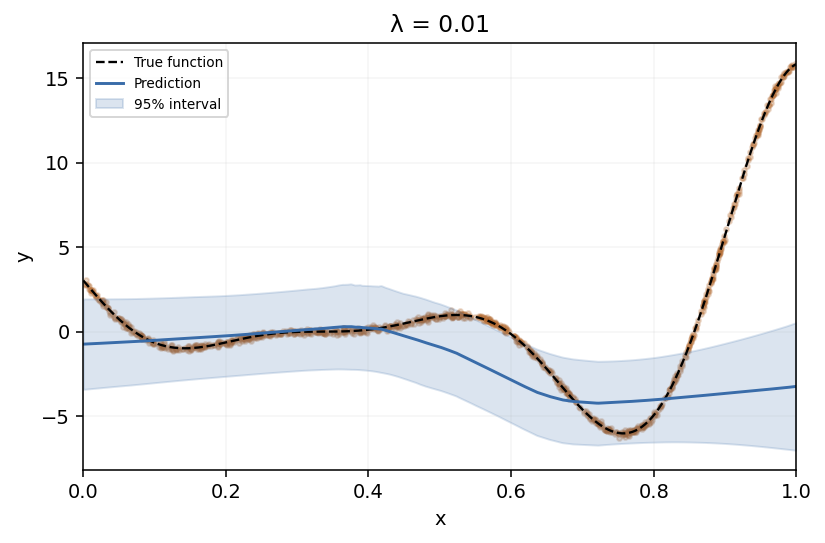 λ = 0.01
True function
Prediction
95% interval
15
10
5
0
−5
y
0.0 0.2 0.4 0.6 0.8 1.0
x